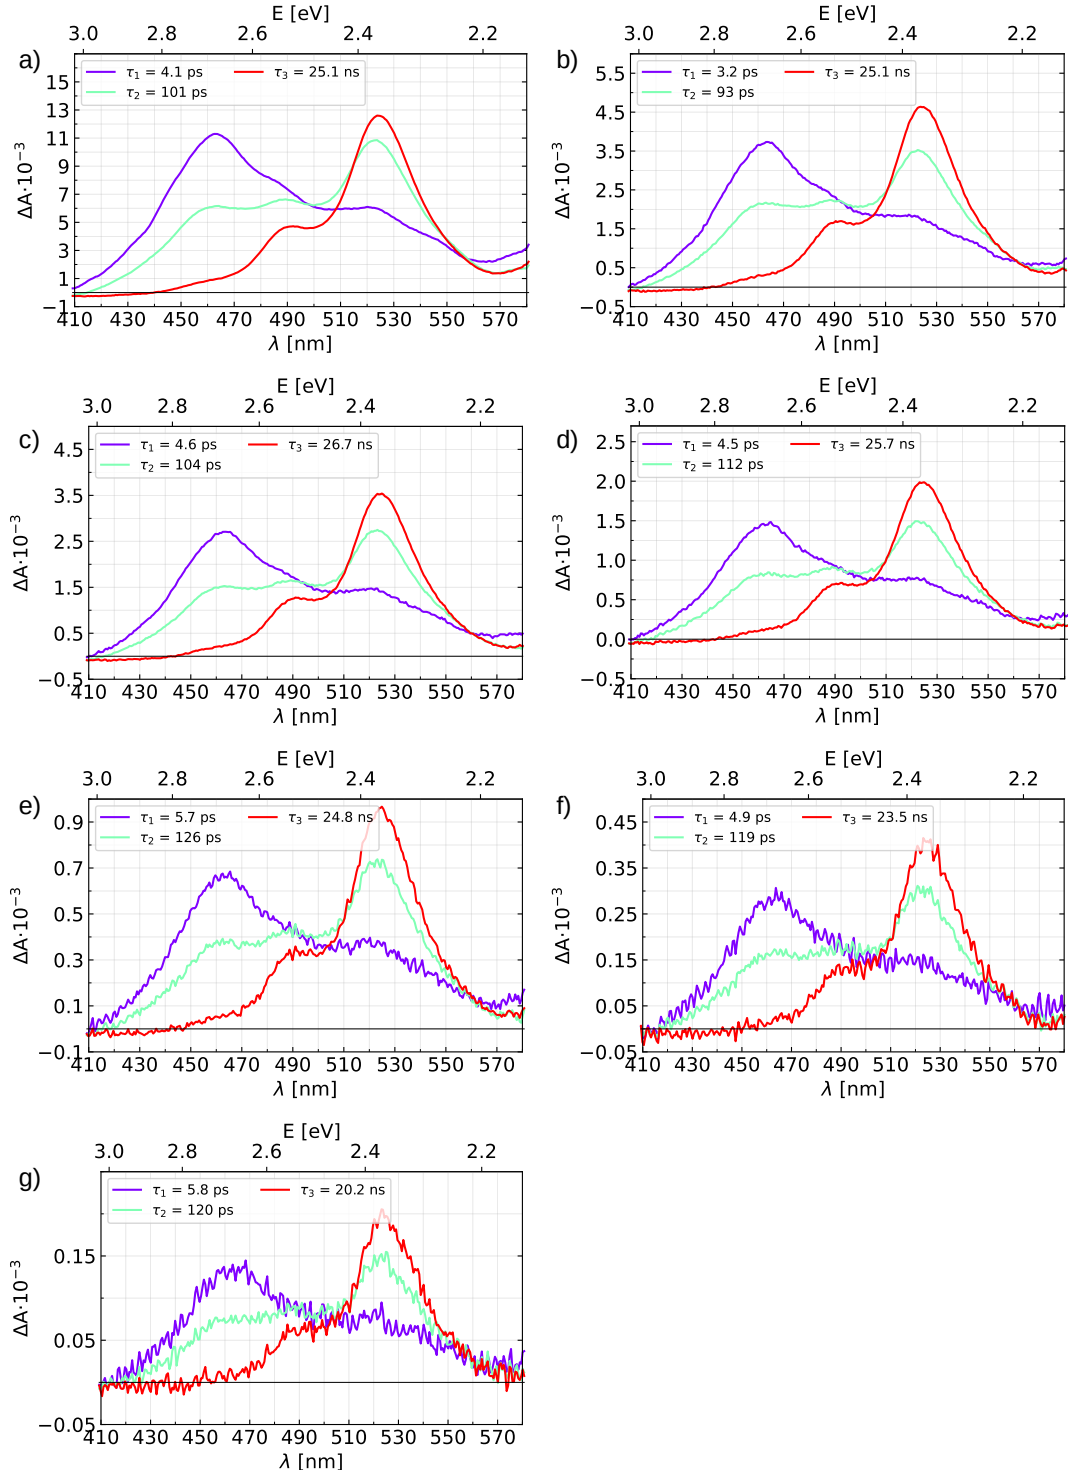 a)
E [eV]
3.0 2.8 2.6 2.4 2.2
τ1 = 4.1 ps τ3 = 25.1 ns
τ2 = 101 ps
15
13
11
9
7
5
3
1
−1
ΔA·10−3
410 430 450 470 490 510 530 550 570
λ [nm]
b)
E [eV]
3.0 2.8 2.6 2.4 2.2
τ1 = 3.2 ps τ3 = 25.1 ns
τ2 = 93 ps
5.5
4.5
3.5
2.5
1.5
0.5
−0.5
ΔA·10−3
410 430 450 470 490 510 530 550 570
λ [nm]
c)
E [eV]
3.0 2.8 2.6 2.4 2.2
τ1 = 4.6 ps τ3 = 26.7 ns
τ2 = 104 ps
4.5
3.5
2.5
1.5
0.5
−0.5
ΔA·10−3
410 430 450 470 490 510 530 550 570
λ [nm]
d)
E [eV]
3.0 2.8 2.6 2.4 2.2
τ1 = 4.5 ps τ3 = 25.7 ns
τ2 = 112 ps
2.5
2.0
1.5
1.0
0.5
0.0
−0.5
ΔA·10−3
410 430 450 470 490 510 530 550 570
λ [nm]
e)
E [eV]
3.0 2.8 2.6 2.4 2.2
τ1 = 5.7 ps τ3 = 24.8 ns
τ2 = 126 ps
0.9
0.7
0.5
0.3
0.1
−0.1
ΔA·10−3
410 430 450 470 490 510 530 550 570
λ [nm]
f)
E [eV]
3.0 2.8 2.6 2.4 2.2
τ1 = 4.9 ps τ3 = 23.5 ns
τ2 = 119 ps
0.45
0.35
0.25
0.15
0.05
−0.05
ΔA·10−3
410 430 450 470 490 510 530 550 570
λ [nm]
g)
E [eV]
3.0 2.8 2.6 2.4 2.2
τ1 = 5.8 ps τ3 = 20.2 ns
τ2 = 120 ps
0.15
0.05
−0.05
ΔA·10−3
410 430 450 470 490 510 530 550 570
λ [nm]